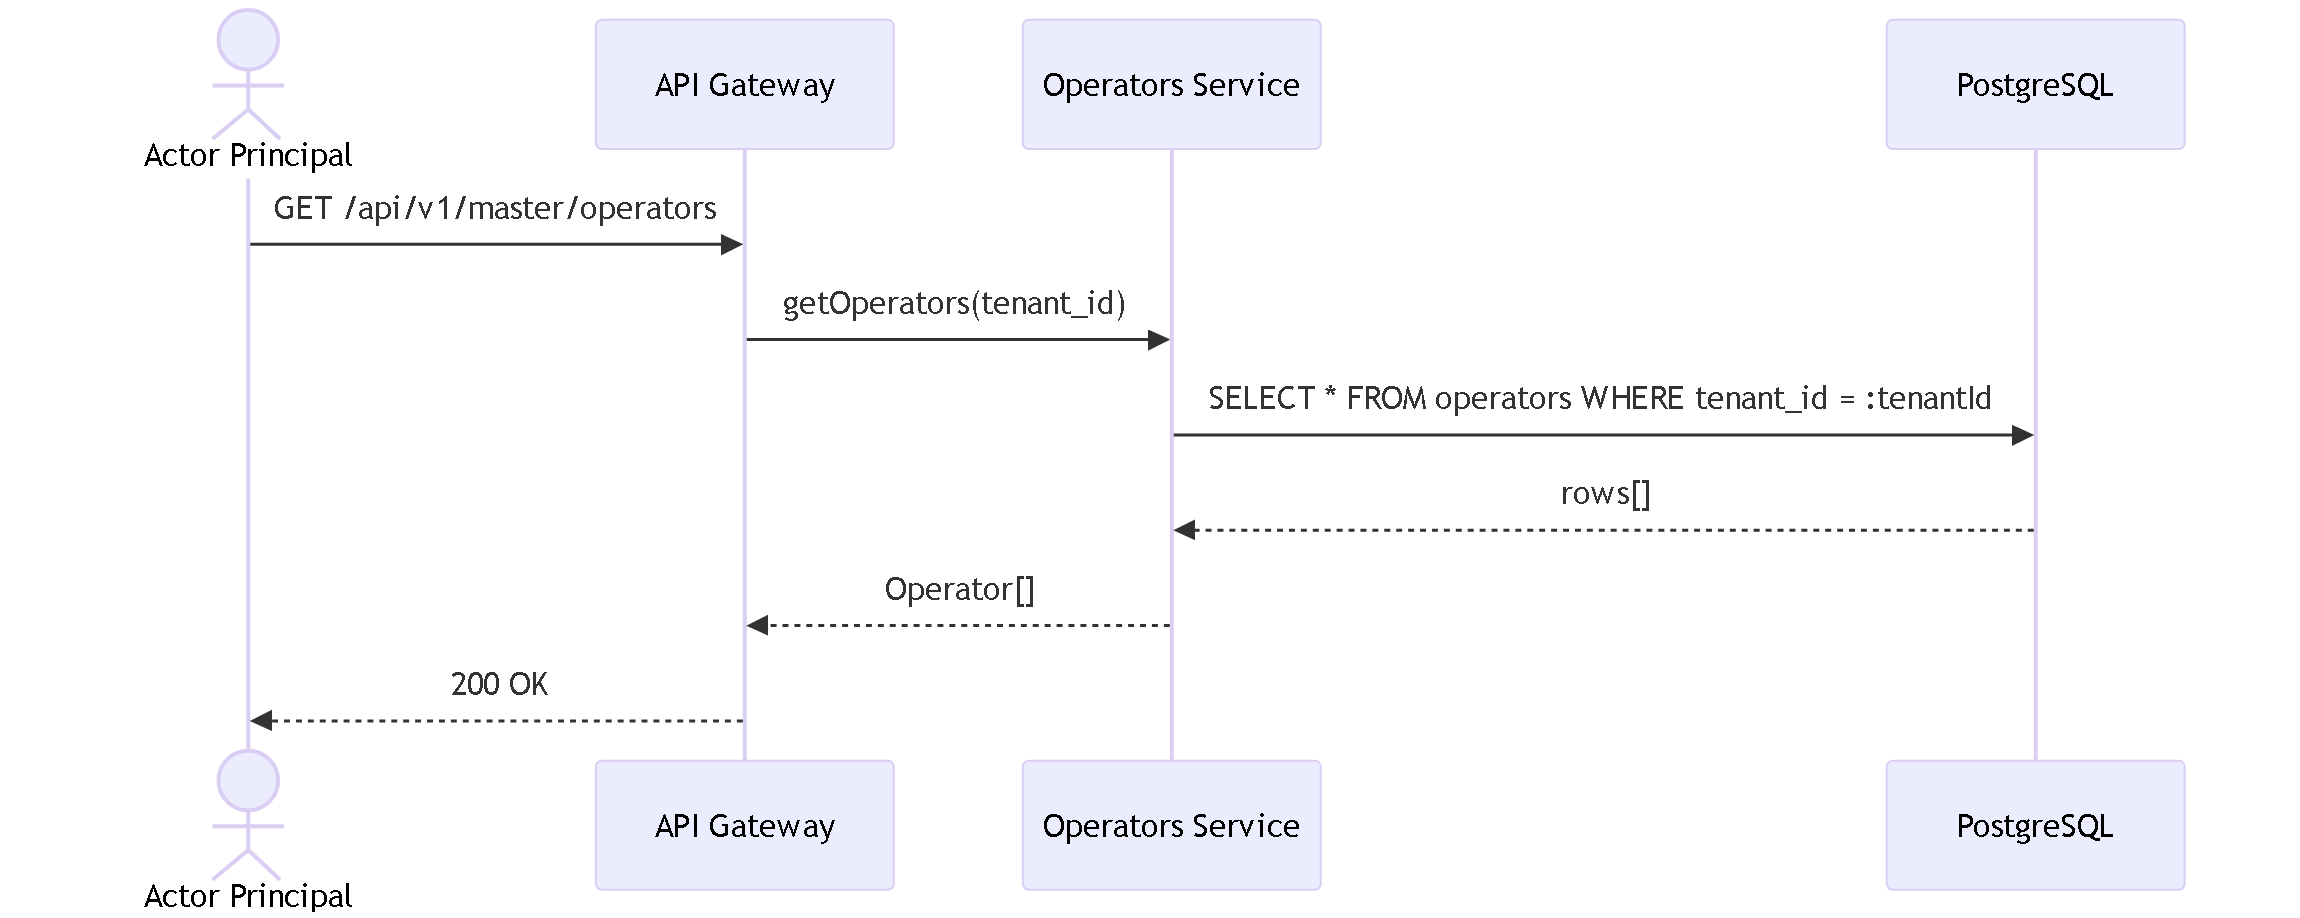 API Gateway
Operators Service
PostgreSQL
Actor Principal
GET /api/v1/master/operators
getOperators(tenant_id)
SELECT * FROM operators WHERE tenant_id = :tenantId
rows[]
Operator[]
200 OK
API Gateway
Operators Service
PostgreSQL
Actor Principal